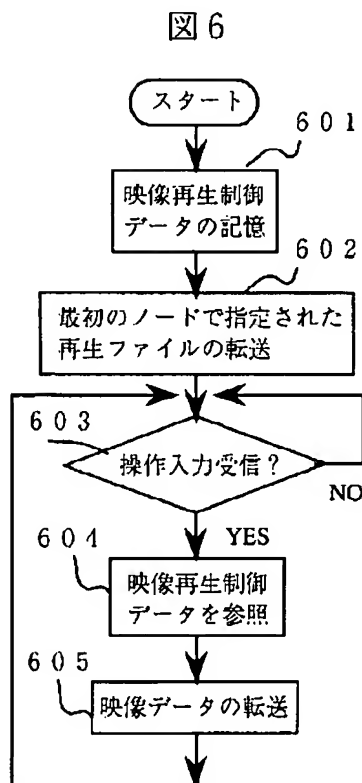 図6
スタート
601
映像再生制御
データの記憶
602
最初のノードで指定された
再生ファイルの転送
603
操作入力受信?
NO
YES
604
映像再生制御
データを参照
605
映像データの転送